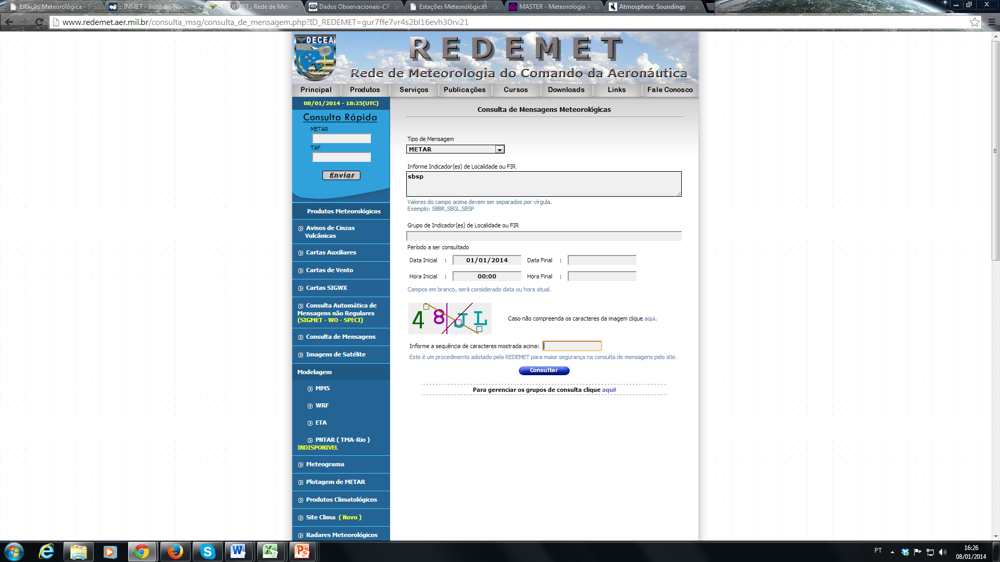 Estação Meteorológica - S
:: INMET - Instituto Nacion
REDEMET.: Rede de Mete
Dados Observacionais-CP
Estações Meteorológicas -
MASTER - Meteorologia A
Atmospheric Soundings
www.redemet.aer.mil.br/consulta_msg/consulta_de_mensagem.php?ID_REDEMET=gur7ffe7vr4s2bl16evh30rv21
DECEA
REDEMET
Rede de Meteorologia do Comando da Aeronáutica
Principal
Produtos
Serviços
Publicações
Cursos
Downloads
Links
Fale Conosco
08/01/2014 - 18:25(UTC)
Consulta Rápida
METAR
TAF
Enviar
Produtos Meteorológicos
Avisos de Cinzas
Vulcânicas
Cartas Auxiliares
Cartas de Vento
Cartas SIGWX
Consulta Automática de
Mensagens não Regulares
(SIGMET - WO - SPECI)
Consulta de Mensagens
Imagens de Satélite
Modelagem
MM5
WRF
ETA
PNTAR ( TMA-Rio )
INDISPONIVEL
Meteograma
Plotagem de METAR
Produtos Climatológicos
Site Clima ( Novo )
Radares Meteorológicos
Consulta de Mensagens Meteorológicas
Tipo de Mensagem
METAR
Informe Indicador(es) de Localidade ou FIR
sbsp
Valores do campo acima devem ser separados por vírgula.
Exemplo: SBBR,SBGL,SBSP
Grupo de Indicador(es) de Localidade ou FIR
Período a ser consultado
Data Inicial : 01/01/2014 Data Final :
Hora Inicial : 00:00 Hora Final :
Campos em branco, será considerado data ou hora atual.
48JL
Caso não compreenda os caracteres da imagem clique aqui.
Informe a sequência de caracteres mostrada acima:
Este é um procedimento adotado pela REDEMET para maior segurança na consulta de mensagens pelo site.
Consultar
Para gerenciar os grupos de consulta clique aqui!
PT
16:26
08/01/2014